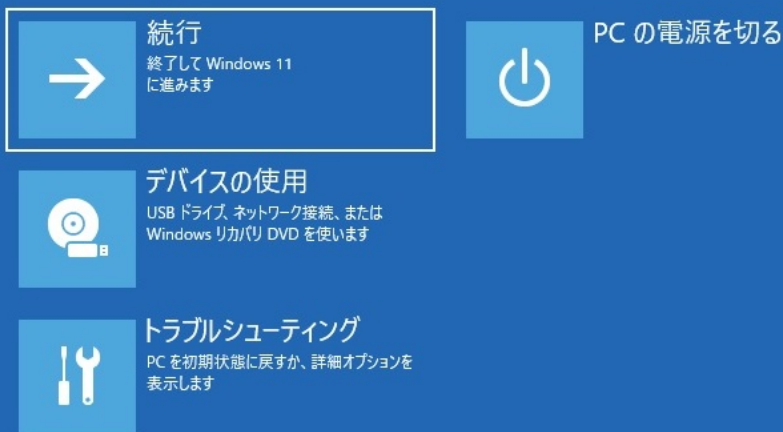 続行
終了して Windows 11
に進みます
PC の電源を切る
デバイスの使用
USB ドライブ、ネットワーク接続、または
Windows リカバリ DVD を使います
トラブルシューティング
PC を初期状態に戻すか、詳細オプションを
表示します